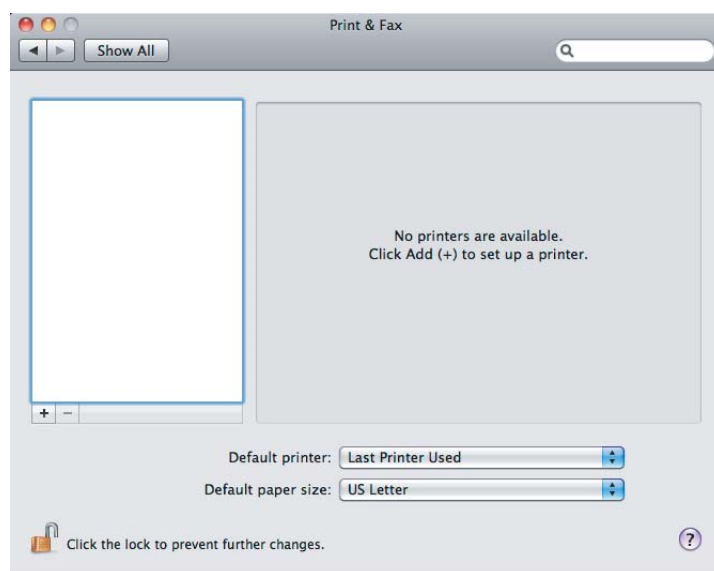 Print & Fax
Show All
No printers are available.
Click Add (+) to set up a printer.
+ −
Default printer: Last Printer Used
Default paper size: US Letter
Click the lock to prevent further changes.
?